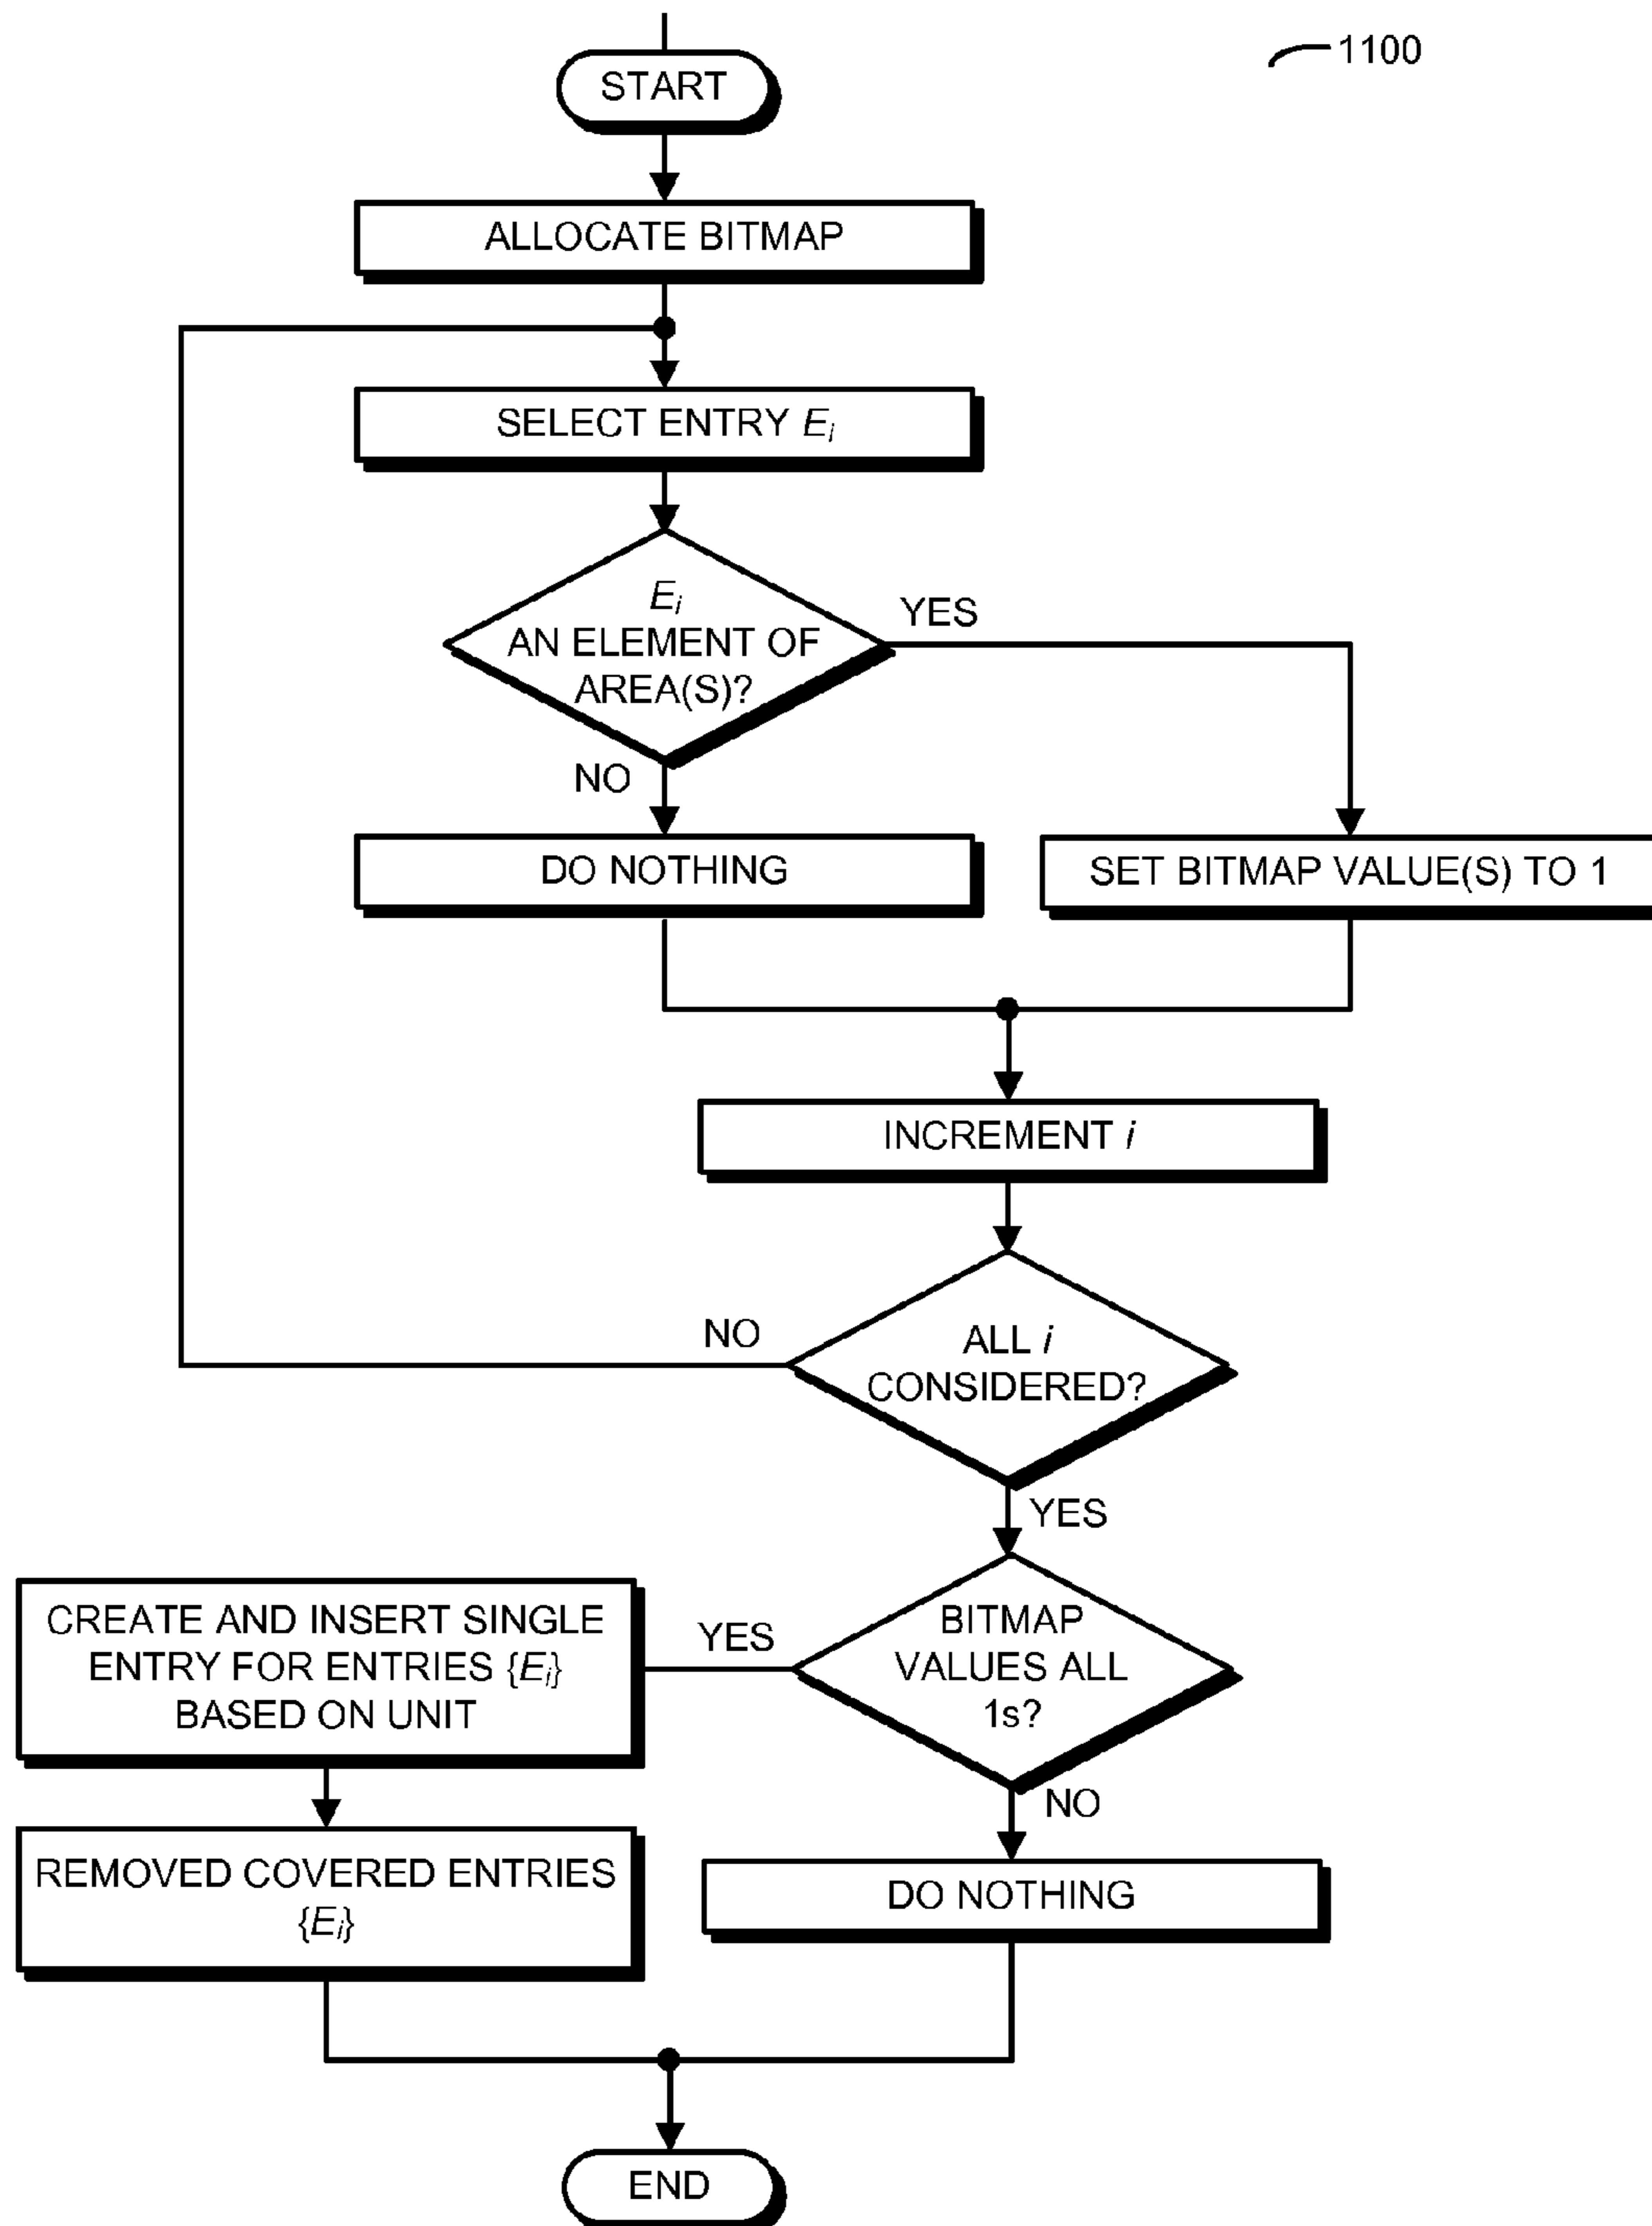 1100
START
ALLOCATE BITMAP
SELECT ENTRY Ei
Ei
AN ELEMENT OF
AREA(S)?
YES
NO
DO NOTHING
SET BITMAP VALUE(S) TO 1
INCREMENT i
ALL i
CONSIDERED?
NO
YES
BITMAP
VALUES ALL
1s?
YES
NO
CREATE AND INSERT SINGLE
ENTRY FOR ENTRIES {Ei}
BASED ON UNIT
REMOVED COVERED ENTRIES
{Ei}
DO NOTHING
END